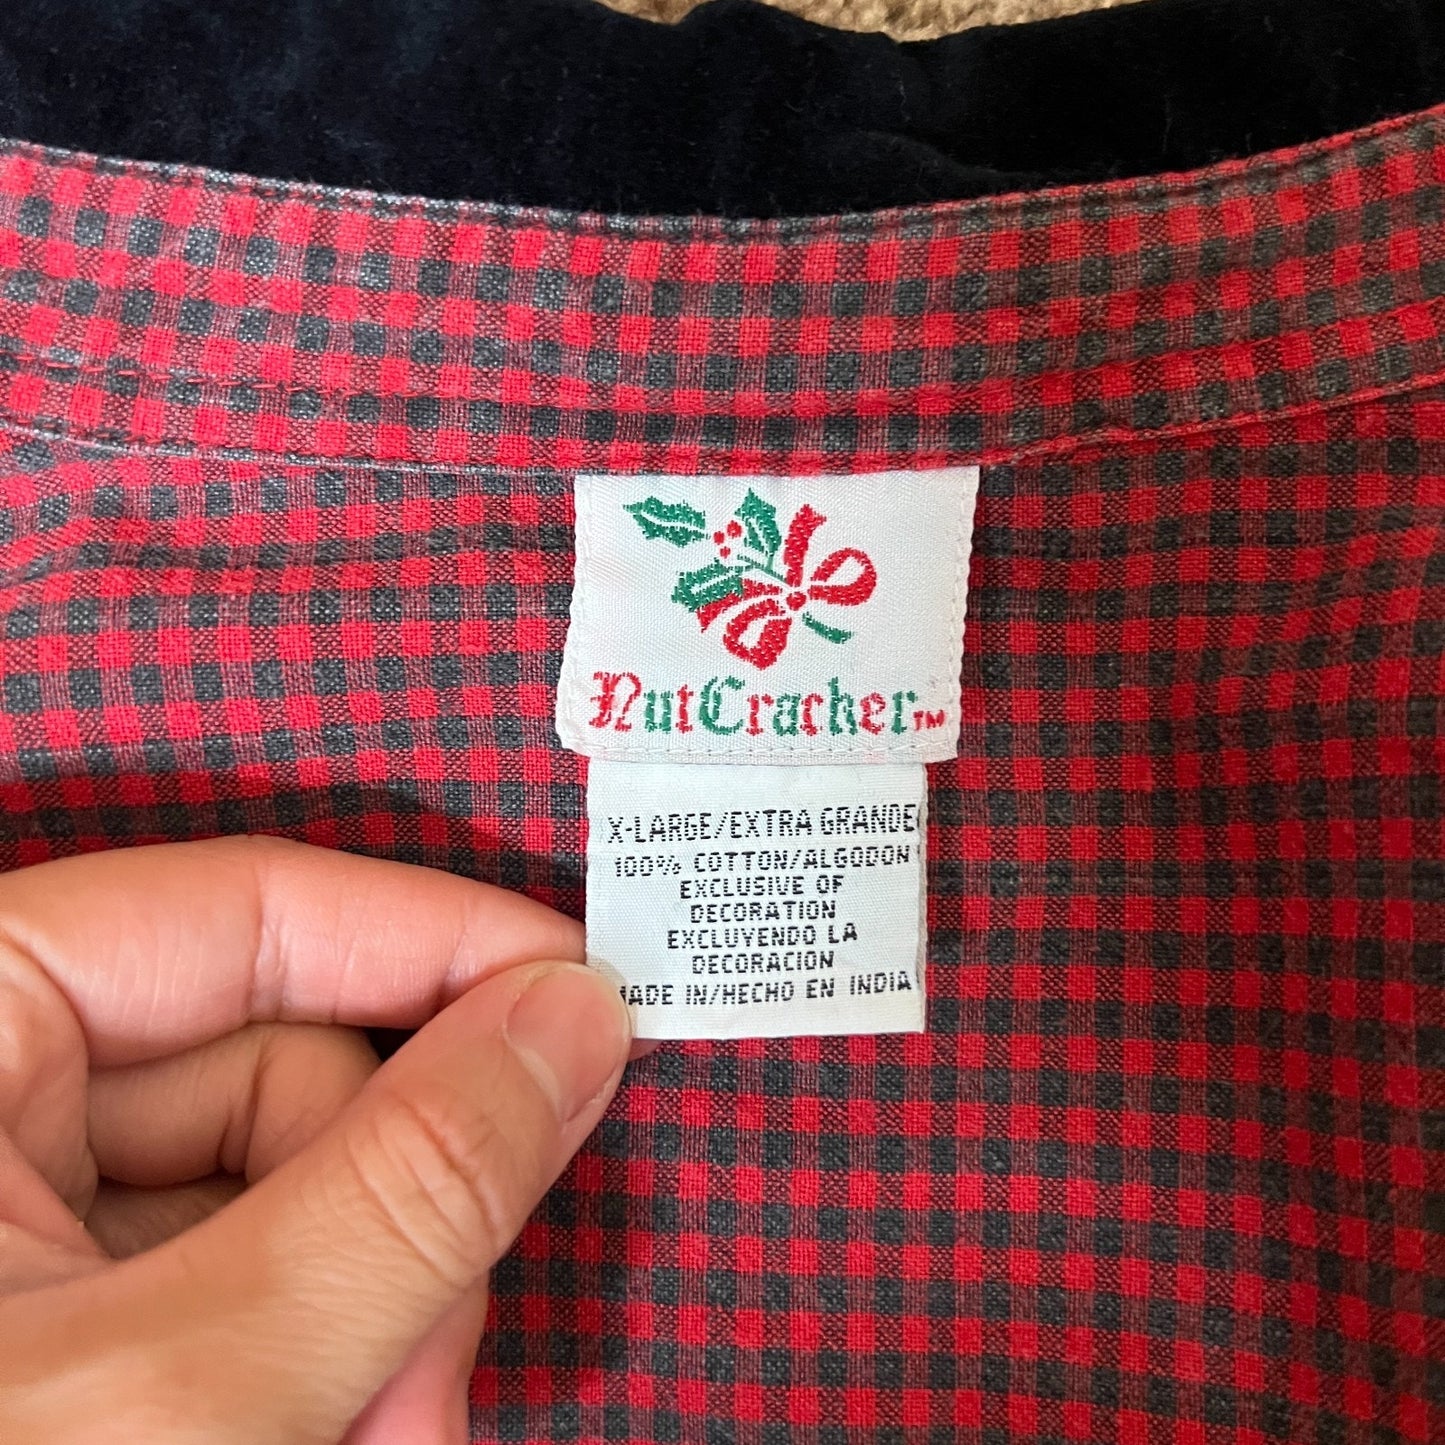 NutCracker™
X-LARGE/EXTRA GRANDE
100% COTTON/ALGODON
EXCLUSIVE OF
DECORATION
EXCLUYENDO LA
DECORACION
MADE IN/HECHO EN INDIA